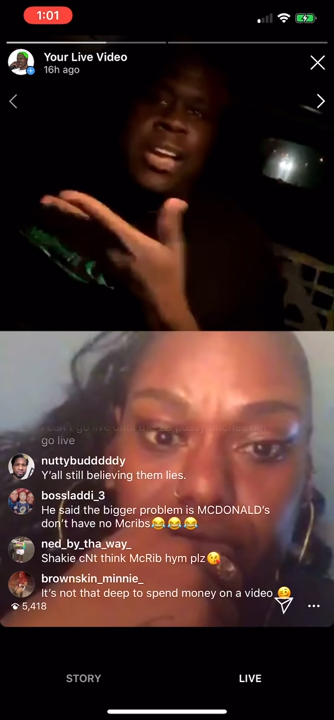 1:01
Your Live Video
16h ago
go live
nuttybudddddy
Y'all still believing them lies.
bossladdi_3
He said the bigger problem is MCDONALD's
don't have no Mcribs😂😂😂
ned_by_tha_way_
Shakie cNt think McRib hym plz😘
brownskin_minnie_
It's not that deep to spend money on a video
5,418
STORY
LIVE